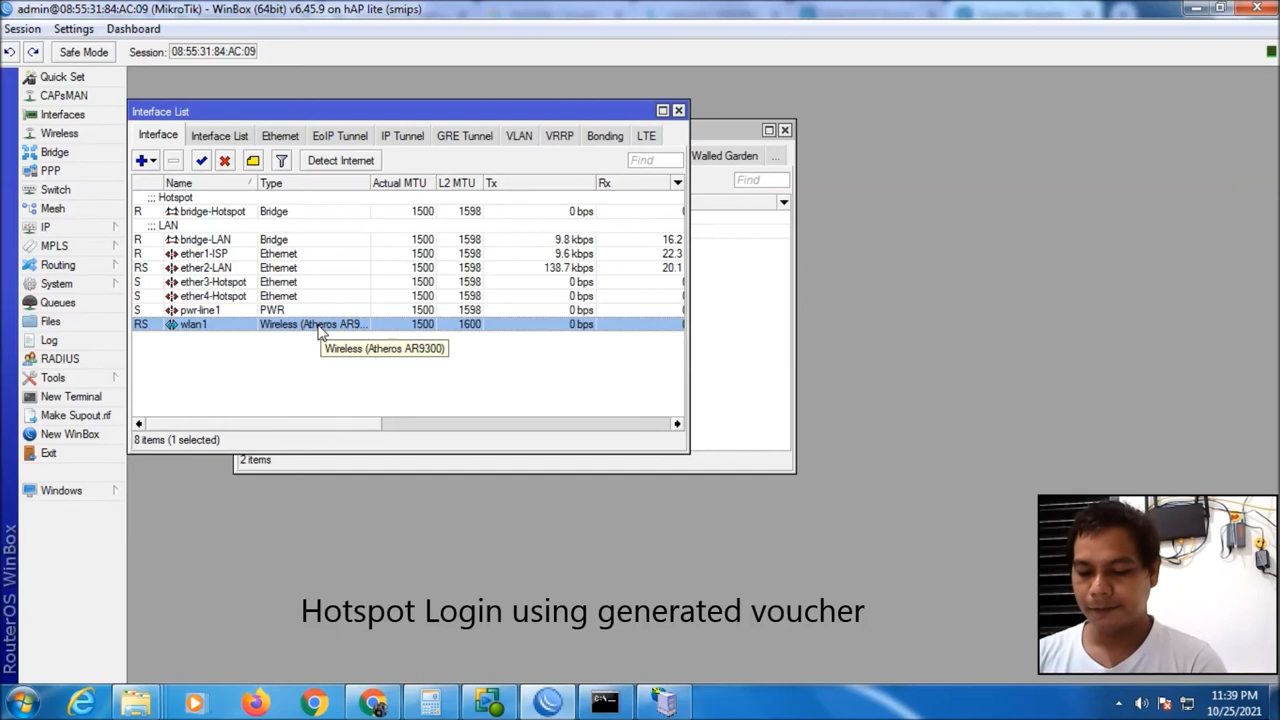 admin@08:55:31:84:AC:09 (MikroTik) - WinBox (64bit) v6.45.9 on hAP lite (smips)
Session Settings Dashboard
Safe Mode Session: 08:55:31:84:AC:09
Quick Set
CAPsMAN
Interfaces
Wireless
Bridge
PPP
Switch
Mesh
IP
MPLS
Routing
System
Queues
Files
Log
RADIUS
Tools
New Terminal
Make Supout.rif
New WinBox
Exit
Windows
RouterOS WinBox
Interface List
Interface Interface List Ethernet EoIP Tunnel IP Tunnel GRE Tunnel VLAN VRRP Bonding LTE
Detect Internet Find
Name Type Actual MTU L2 MTU Tx Rx
::: Hotspot
R bridge-Hotspot Bridge 1500 1598 0 bps
::: LAN
R bridge-LAN Bridge 1500 1598 9.8 kbps 16.2
R ether1-ISP Ethernet 1500 1598 9.6 kbps 22.3
RS ether2-LAN Ethernet 1500 1598 138.7 kbps 20.1
S ether3-Hotspot Ethernet 1500 1598 0 bps
S ether4-Hotspot Ethernet 1500 1598 0 bps
S pwr-line1 PWR 1500 1598 0 bps
RS wlan1 Wireless (Atheros AR9... 1500 1600 0 bps
Wireless (Atheros AR9300)
8 items (1 selected)
Walled Garden ...
Find
2 items
Hotspot Login using generated voucher
11:39 PM
10/25/2021